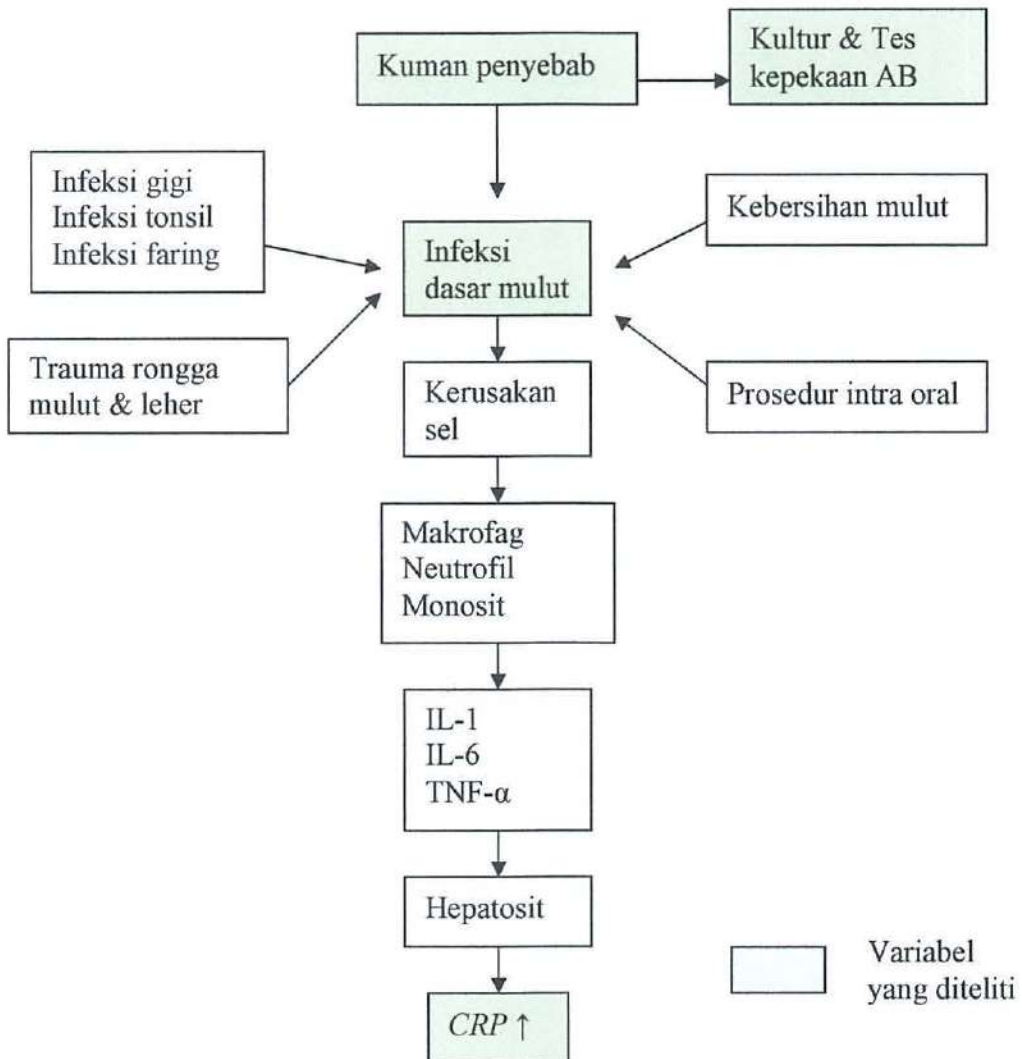 Kuman penyebab
Kultur & Tes
kepekaan AB
Infeksi gigi
Infeksi tonsil
Infeksi faring
Kebersihan mulut
Infeksi
dasar mulut
Trauma rongga
mulut & leher
Kerusakan
sel
Prosedur intra oral
Makrofag
Neutrofil
Monosit
IL-1
IL-6
TNF-α
Hepatosit
CRP ↑
Variabel
yang diteliti